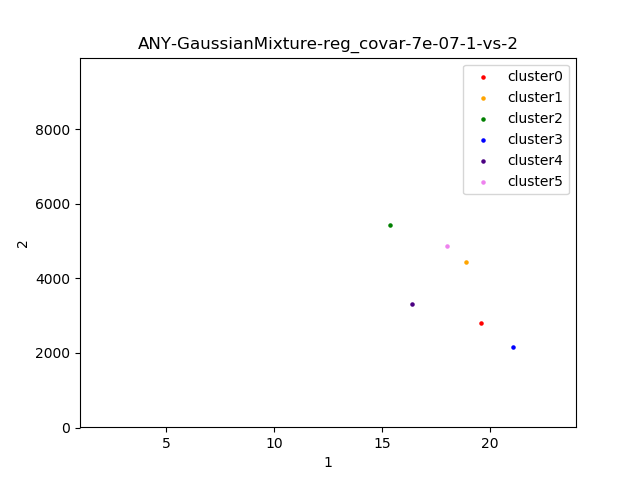 ANY-GaussianMixture-reg_covar-7e-07-1-vs-2
cluster0
cluster1
cluster2
cluster3
cluster4
cluster5
8000
6000
4000
2000
0
2
5
10
15
20
1